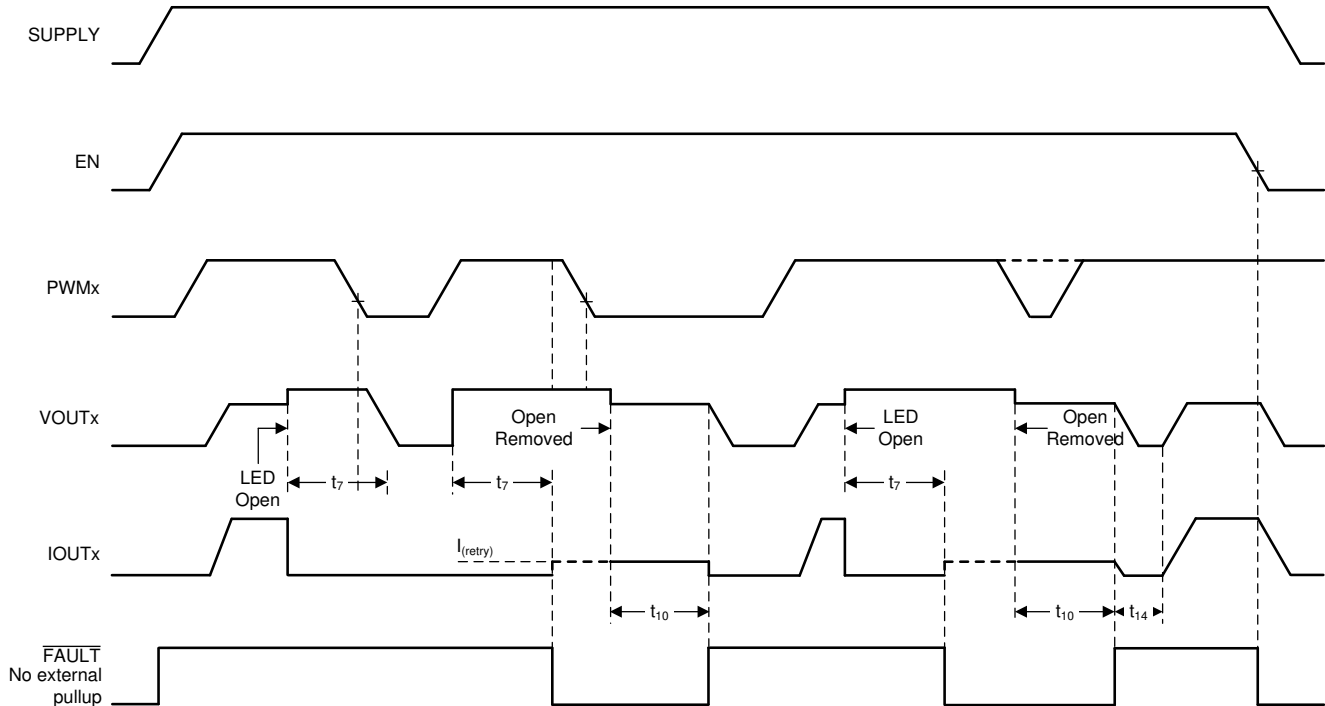 SUPPLY
EN
PWMx
VOUTx
LED
Open
t7
t7
Open
Removed
LED
Open
t7
Open
Removed
IOUTx
I(retry)
t10
t10
t14
FAULT
No external
pullup